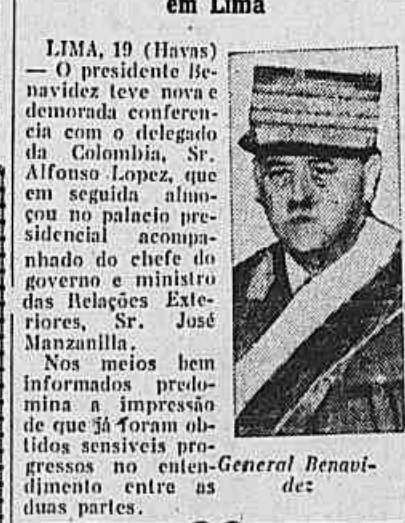 em Lima
LIMA, 19 (Havas)
— O presidente Be-
navidez teve nova e
demorada conferen-
cia com o delegado
da Colombia, Sr.
Alfonso Lopez, que
em seguida almo-
çou no palacio pre-
sidencial acompa-
nhado do chefe do
governo e ministro
das Relações Exte-
riores, Sr. José
Manzanilla.
Nos meios bem
informados predo-
mina a impressão
de que já foram ob-
tidos sensiveis pro-
gressos no enten-
dimento entre as
duas partes.
General Benavi-
dez